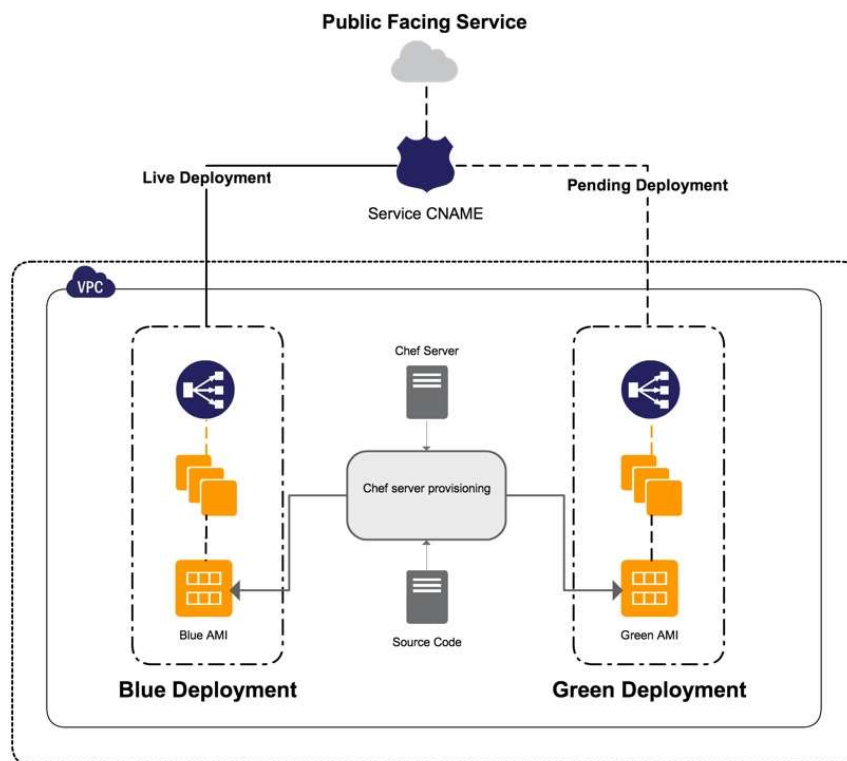 Public Facing Service
Live Deployment
Pending Deployment
Service CNAME
VPC
Chef Server
Chef server provisioning
Blue AMI
Source Code
Green AMI
Blue Deployment
Green Deployment